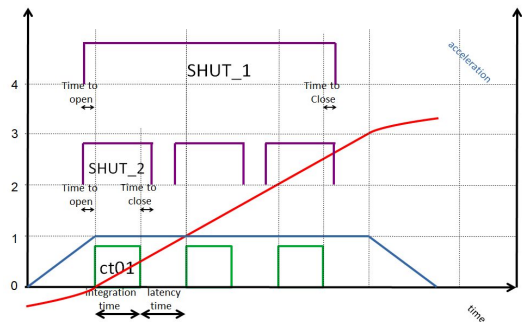 acceleration
SHUT_1
4
Time to
open
Time to
Close
3
SHUT_2
2
Time to
open
Time to
close
1
ct01
0
integration
time
latency
time
time